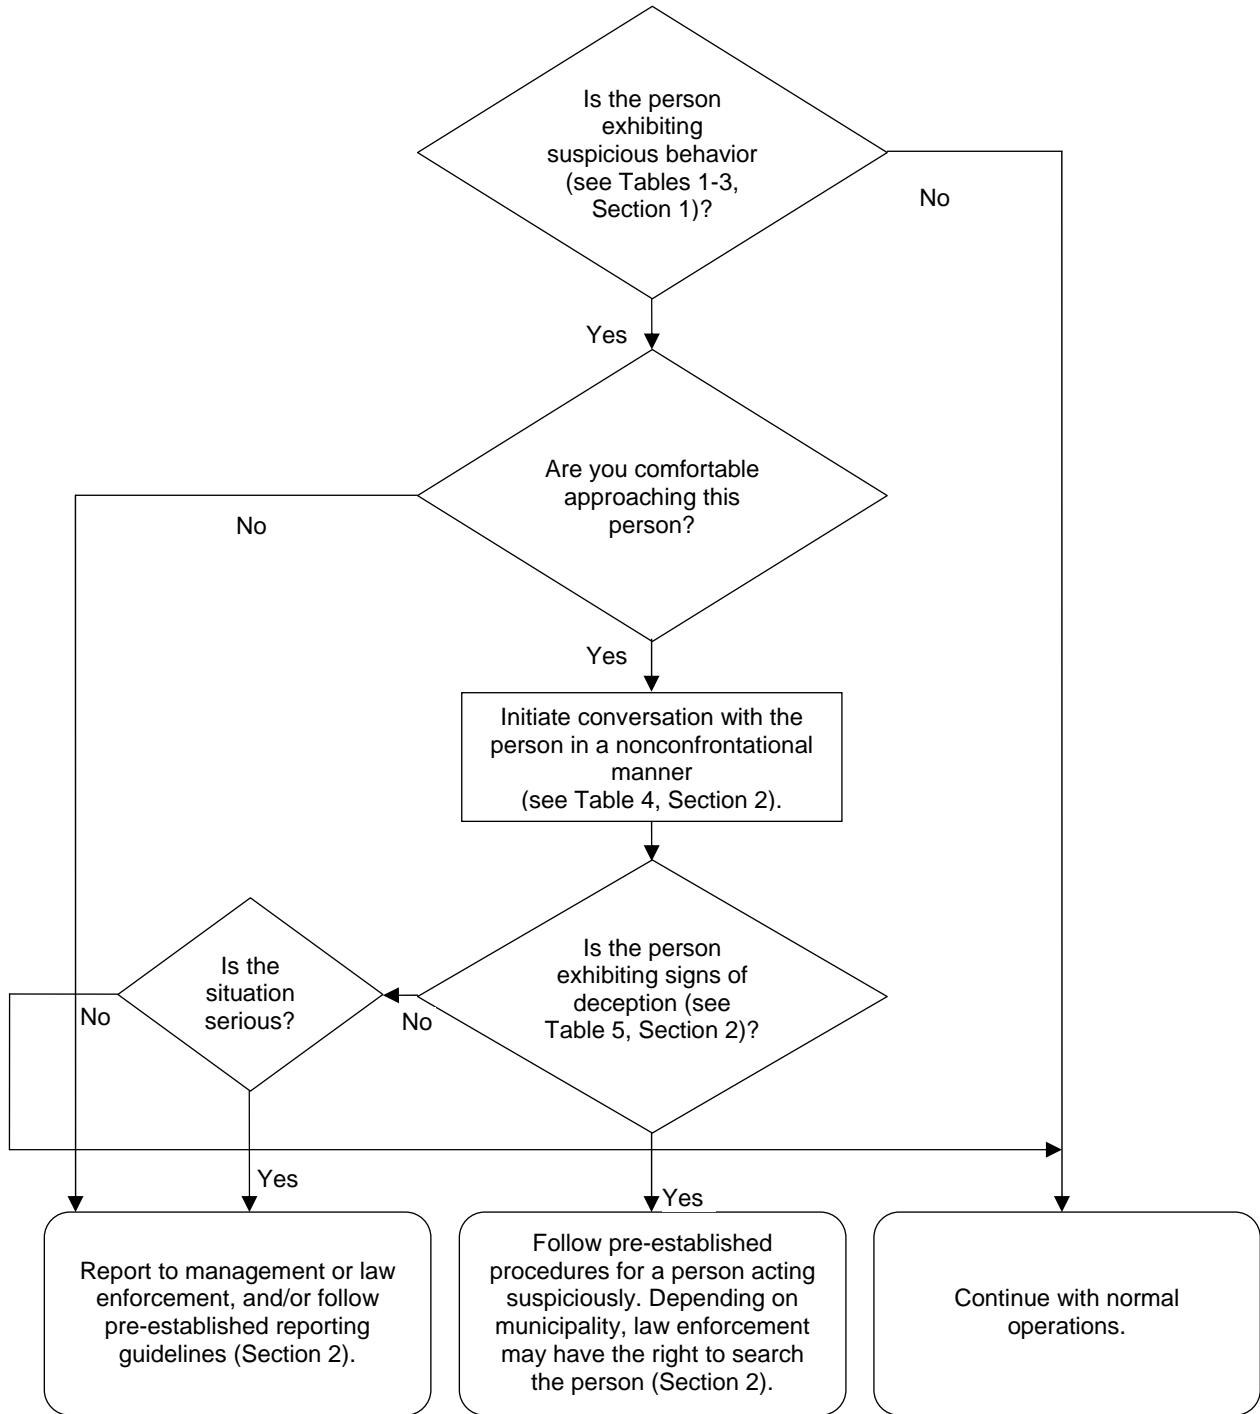 Is the person
exhibiting
suspicious behavior
(see Tables 1-3,
Section 1)?
No
Yes
Are you comfortable
approaching this
person?
No
Yes
Initiate conversation with the
person in a nonconfrontational
manner
(see Table 4, Section 2).
Is the person
exhibiting signs of
deception (see
Table 5, Section 2)?
No
Is the
situation
serious?
No
Yes
Yes
Report to management or law
enforcement, and/or follow
pre-established reporting
guidelines (Section 2).
Follow pre-established
procedures for a person acting
suspiciously. Depending on
municipality, law enforcement
may have the right to search
the person (Section 2).
Continue with normal
operations.